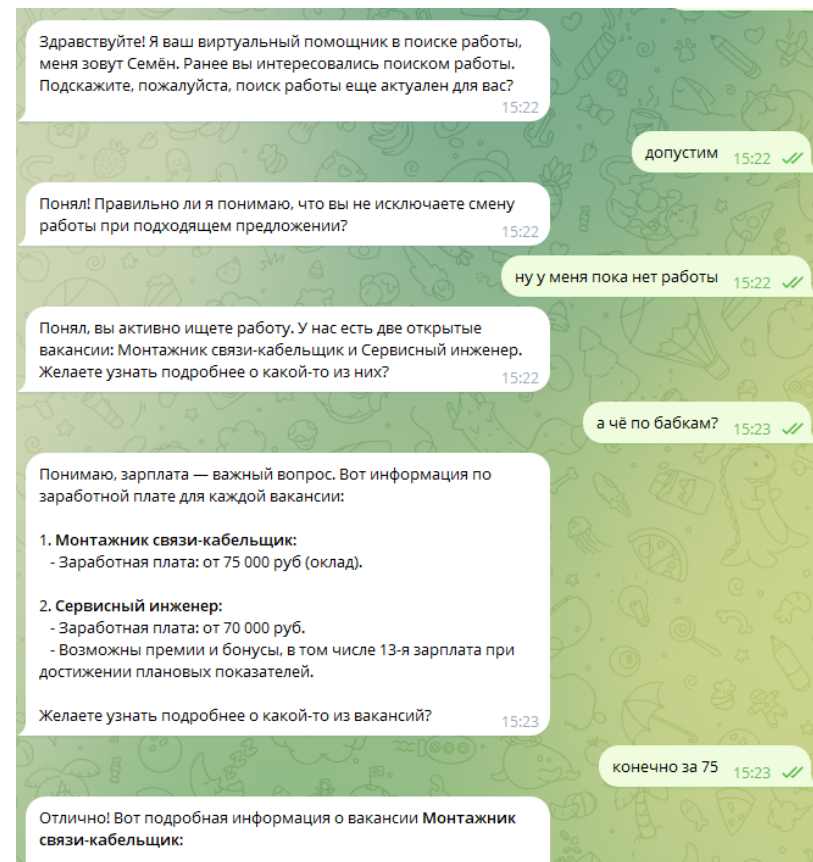 Здравствуйте! Я ваш виртуальный помощник в поиске работы,
меня зовут Семён. Ранее вы интересовались поиском работы.
Подскажите, пожалуйста, поиск работы еще актуален для вас?
15:22
допустим 15:22
Понял! Правильно ли я понимаю, что вы не исключаете смену
работы при подходящем предложении?
15:22
ну у меня пока нет работы 15:22
Понял, вы активно ищете работу. У нас есть две открытые
вакансии: Монтажник связи-кабельщик и Сервисный инженер.
Желаете узнать подробнее о какой-то из них?
15:22
а чё по бабкам? 15:23
Понимаю, зарплата — важный вопрос. Вот информация по
заработной плате для каждой вакансии:
1. Монтажник связи-кабельщик:
- Заработная плата: от 75 000 руб (оклад).
2. Сервисный инженер:
- Заработная плата: от 70 000 руб.
- Возможны премии и бонусы, в том числе 13-я зарплата при
достижении плановых показателей.
Желаете узнать подробнее о какой-то из вакансий?
15:23
конечно за 75 15:23
Отлично! Вот подробная информация о вакансии Монтажник
связи-кабельщик: